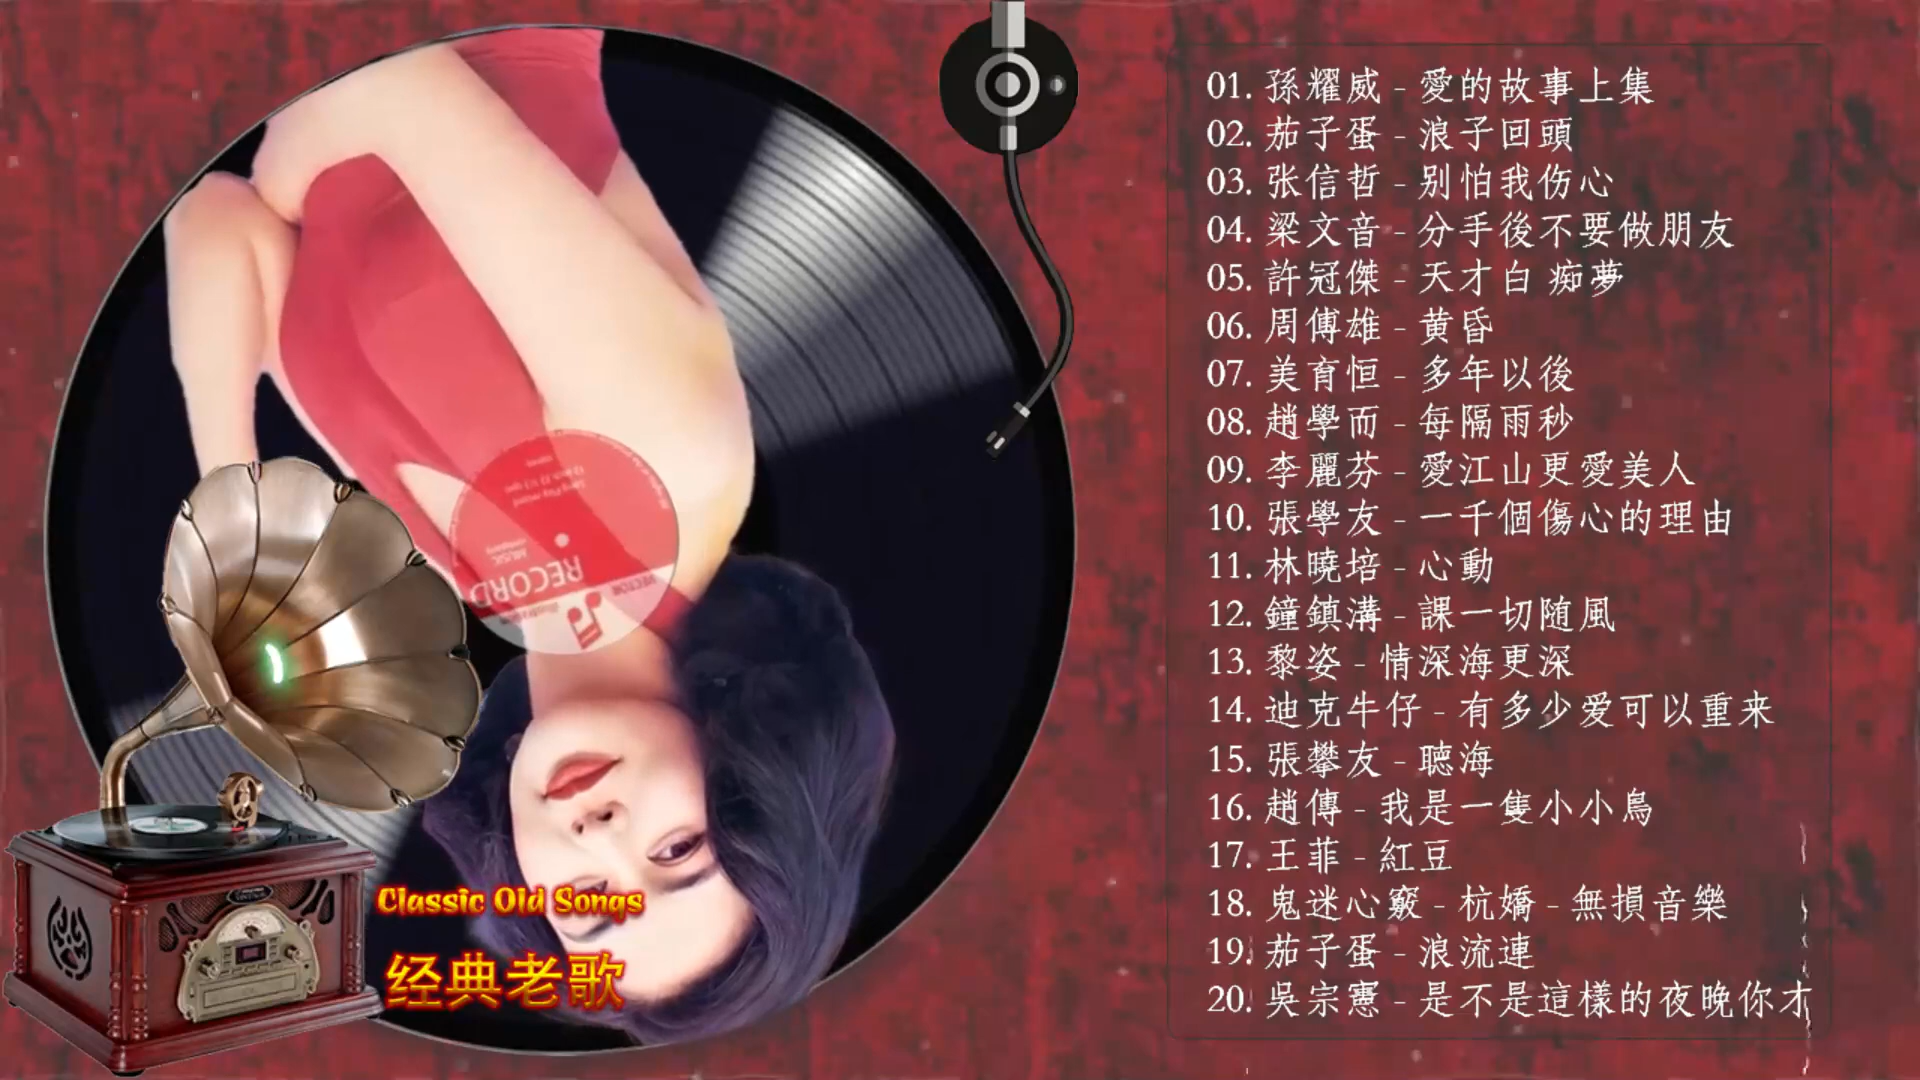 01. 孫耀威 - 愛的故事上集
02. 茄子蛋 - 浪子回頭
03. 张信哲 - 别怕我伤心
04. 梁文音 - 分手後不要做朋友
05. 許冠傑 - 天才白 痴夢
06. 周傅雄 - 黄昏
07. 美育恒 - 多年以後
08. 趙學而 - 每隔雨秒
09. 李麗芬 - 愛江山更愛美人
10. 張學友 - 一千個傷心的理由
11. 林曉培 - 心動
12. 鐘鎮溝 - 課一切随風
13. 黎姿 - 情深海更深
14. 迪克牛仔 - 有多少爱可以重来
15. 張攀友 - 聴海
16. 趙傳 - 我是一隻小小鳥
17. 王菲 - 紅豆
18. 鬼迷心竅 - 杭嬌 - 無損音樂
19. 茄子蛋 - 浪流連
20. 吳宗憲 - 是不是這樣的夜晚你才
RECORD
MUSIC
Classic Old Songs
经典老歌